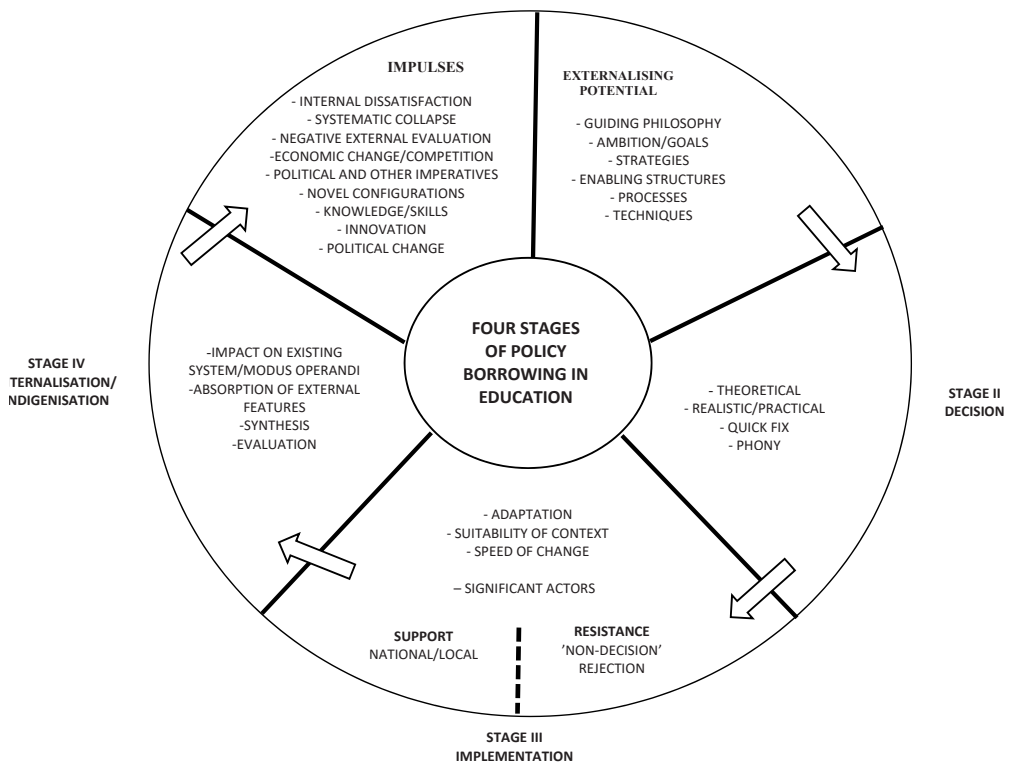 IMPULSES
- INTERNAL DISSATISFACTION
- SYSTEMATIC COLLAPSE
- NEGATIVE EXTERNAL EVALUATION
-ECONOMIC CHANGE/COMPETITION
- POLITICAL AND OTHER IMPERATIVES
- NOVEL CONFIGURATIONS
- KNOWLEDGE/SKILLS
- INNOVATION
- POLITICAL CHANGE
EXTERNALISING
POTENTIAL
- GUIDING PHILOSOPHY
- AMBITION/GOALS
- STRATEGIES
- ENABLING STRUCTURES
- PROCESSES
- TECHNIQUES
FOUR STAGES
OF POLICY
BORROWING IN
EDUCATION
- THEORETICAL
- REALISTIC/PRACTICAL
- QUICK FIX
- PHONY
STAGE II
DECISION
- ADAPTATION
- SUITABILITY OF CONTEXT
- SPEED OF CHANGE
– SIGNIFICANT ACTORS
SUPPORT
NATIONAL/LOCAL
RESISTANCE
'NON-DECISION'
REJECTION
STAGE III
IMPLEMENTATION
-IMPACT ON EXISTING
SYSTEM/MODUS OPERANDI
-ABSORPTION OF EXTERNAL
FEATURES
-SYNTHESIS
-EVALUATION
STAGE IV
TERNALISATION/
NDIGENISATION